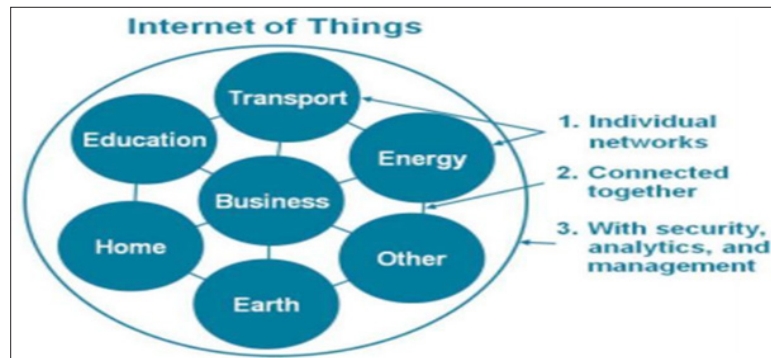 Internet of Things
Transport
Education
Energy
Business
Home
Other
Earth
1. Individual
networks
2. Connected
together
3. With security,
analytics, and
management